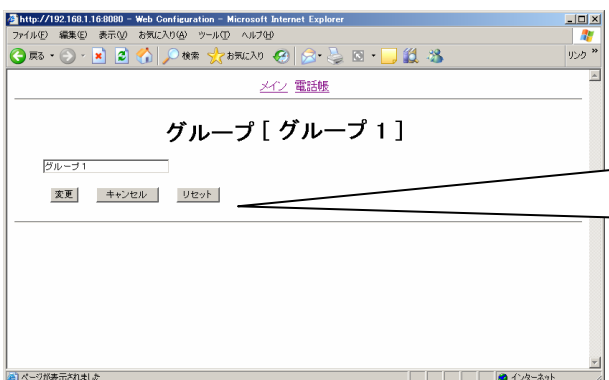 http://192.168.1.16:8080 - Web Configuration - Microsoft Internet Explorer
ファイル(F) 編集(E) 表示(V) お気に入り(A) ツール(T) ヘルプ(H)
戻る 検索 お気に入り リンク »
メイン 電話帳
グループ [ グループ 1 ]
グループ 1
変更 キャンセル リセット
ページが表示されました インターネット